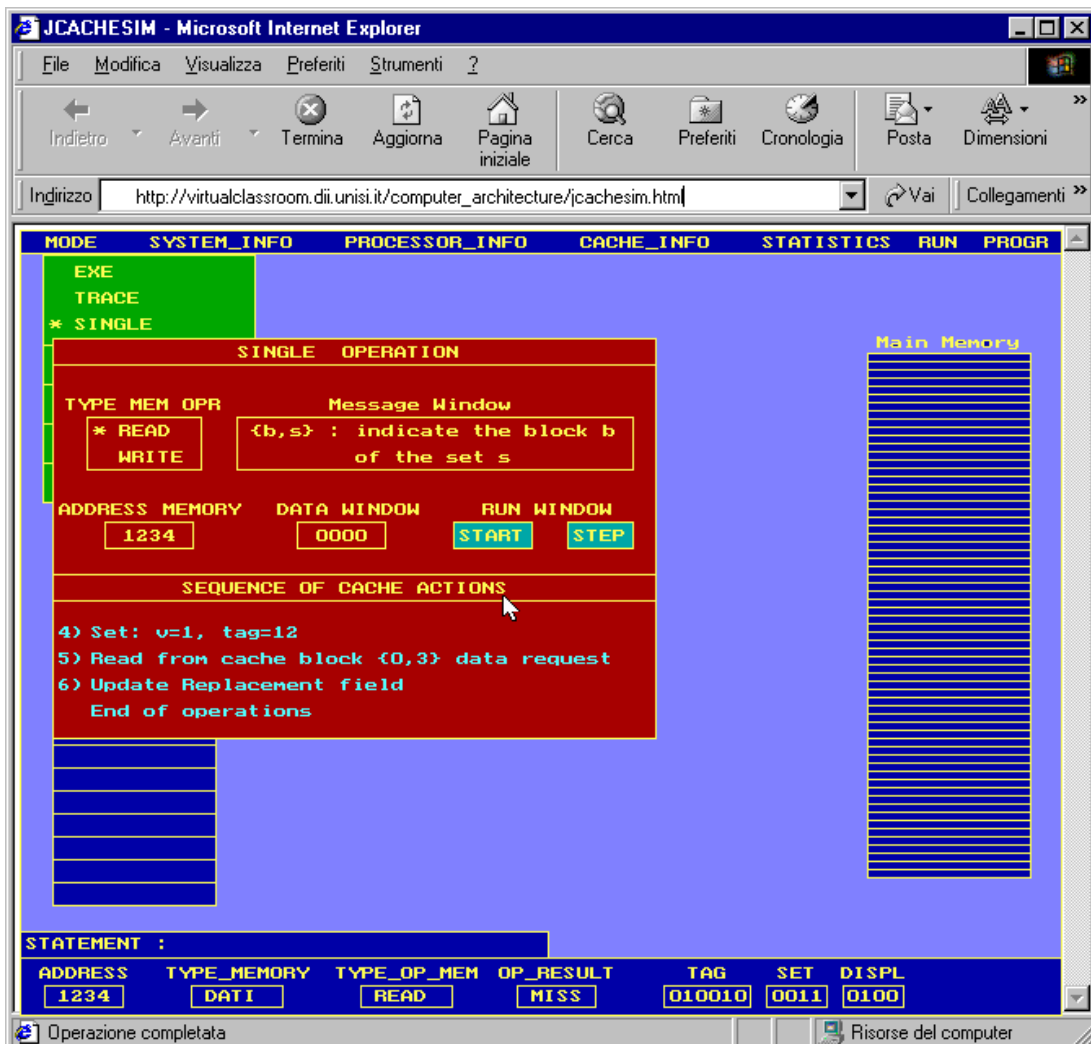 JCACHESIM - Microsoft Internet Explorer
File Modifica Visualizza Preferiti Strumenti ?
Indietro Avanti Termina Aggiorna Pagina iniziale Cerca Preferiti Cronologia Posta Dimensioni »
Indirizzo http://virtualclassroom.dii.unisi.it/computer_architecture/jcachesim.html Vai Collegamenti »
MODE SYSTEM_INFO PROCESSOR_INFO CACHE_INFO STATISTICS RUN PROGR
EXE
TRACE
* SINGLE
Main Memory
SINGLE OPERATION
TYPE MEM OPR Message Window
* READ {b,s} : indicate the block b
WRITE of the set s
ADDRESS MEMORY DATA WINDOW RUN WINDOW
1234 0000 START STEP
SEQUENCE OF CACHE ACTIONS
4) Set: v=1, tag=12
5) Read from cache block {0,3} data request
6) Update Replacement field
End of operations
STATEMENT :
ADDRESS TYPE_MEMORY TYPE_OP_MEM OP_RESULT TAG SET DISPL
1234 DATI READ MISS 010010 0011 0100
Operazione completata Risorse del computer